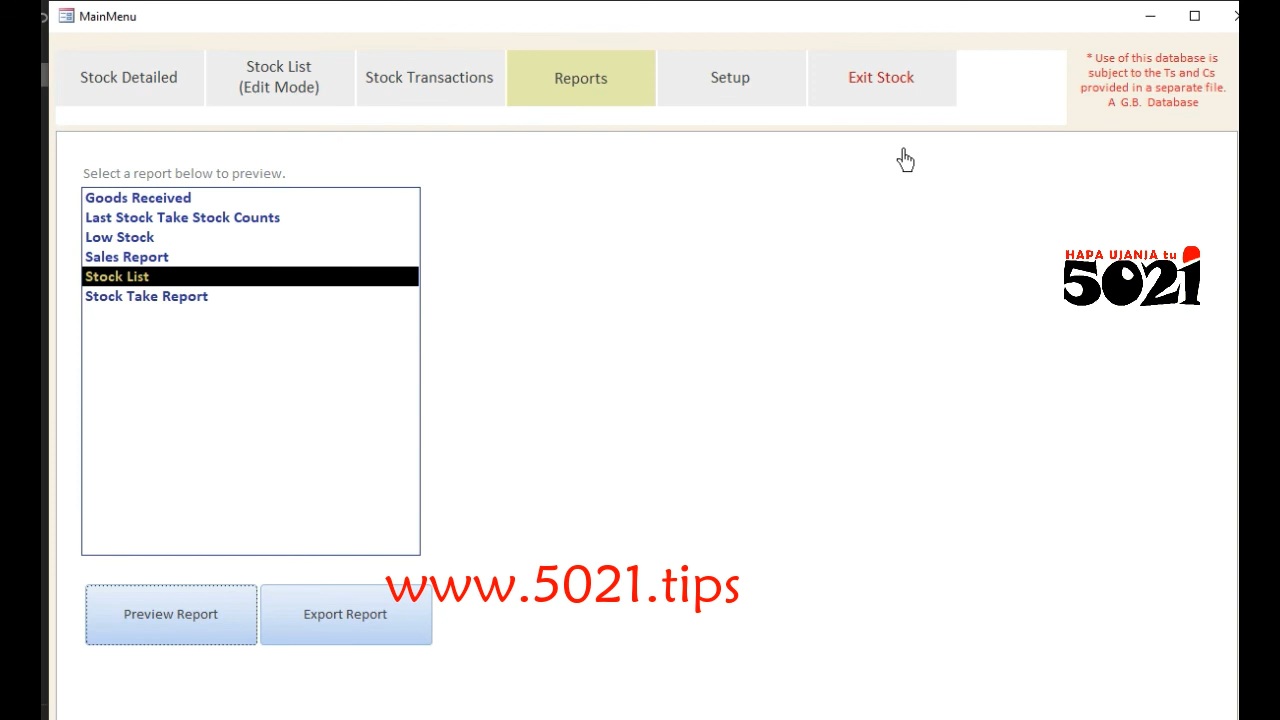 MainMenu
Stock Detailed
Stock List
(Edit Mode)
Stock Transactions
Reports
Setup
Exit Stock
* Use of this database is
subject to the Ts and Cs
provided in a separate file.
A G.B. Database
Select a report below to preview.
Goods Received
Last Stock Take Stock Counts
Low Stock
Sales Report
Stock List
Stock Take Report
HAPA UJANJA tu
5021
www.5021.tips
Preview Report
Export Report